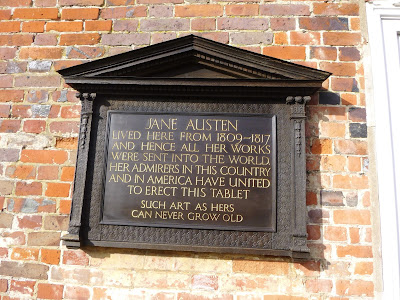 JANE AUSTEN
LIVED HERE FROM 1809-1817
AND HENCE ALL HER WORKS
WERE SENT INTO THE WORLD.
HER ADMIRERS IN THIS COUNTRY
AND IN AMERICA HAVE UNITED
TO ERECT THIS TABLET
SUCH ART AS HERS
CAN NEVER GROW OLD